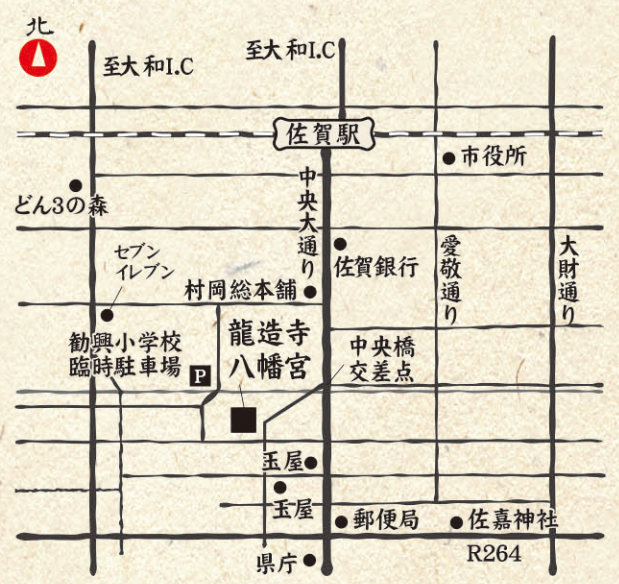 北
至大和I.C
至大和I.C
佐賀駅
市役所
どん3の森
中央大通り
佐賀銀行
愛敬通り
大財通り
セブン
イレブン
村岡総本舗
勧興小学校
臨時駐車場
P
龍造寺
八幡宮
中央橋
交差点
玉屋
玉屋
郵便局
佐嘉神社
県庁
R264